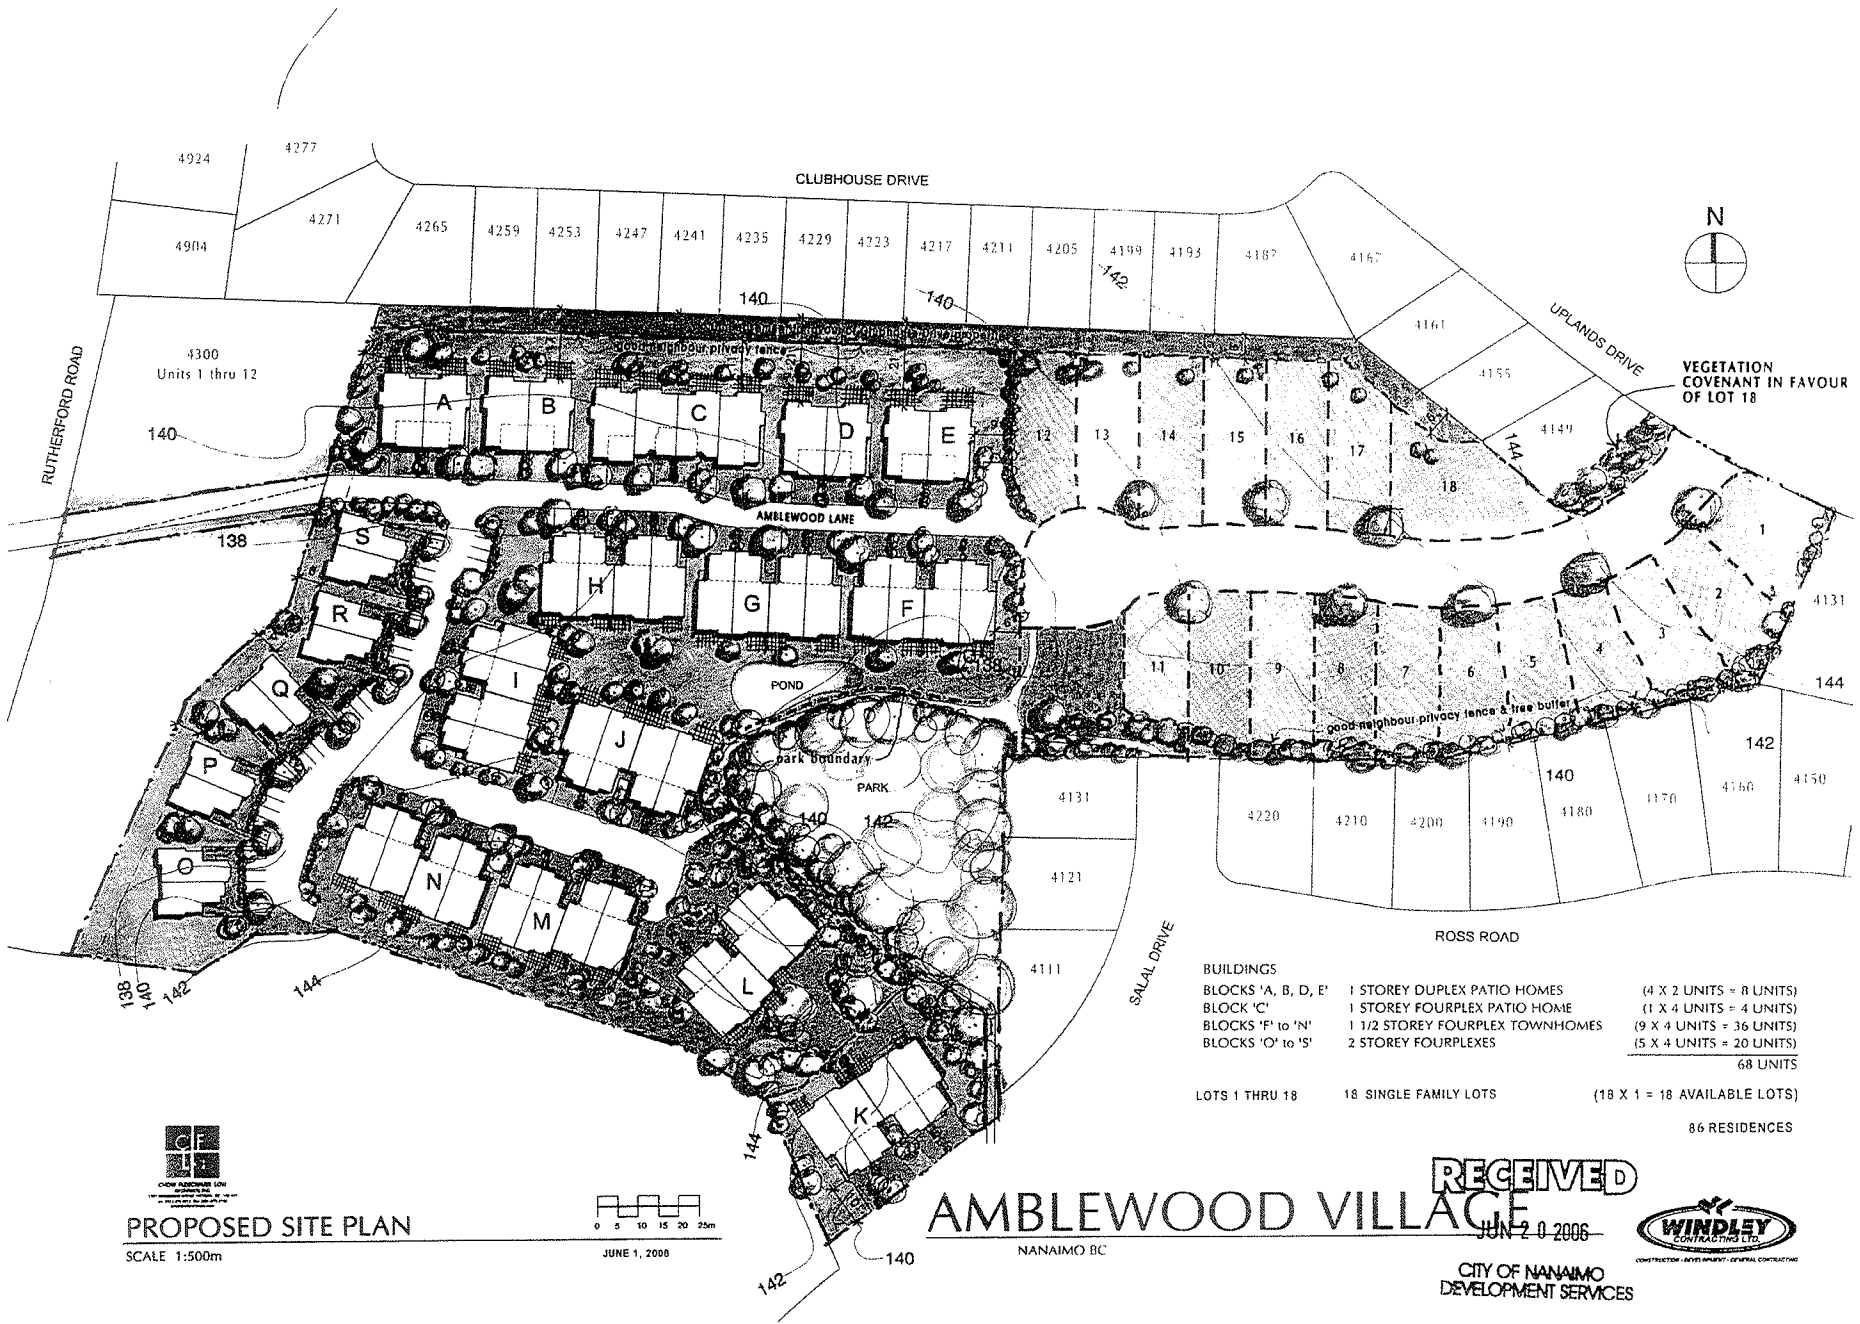 4924
4277
CLUBHOUSE DRIVE
4904
4271
4265
4259
4253
4247
4241
4235
4229
4223
4217
4211
4205
4199
4193
4187
4167
N
142
140
140
4161
UPLANDS DRIVE
4155
4149
144
VEGETATION
COVENANT IN FAVOUR
OF LOT 18
RUTHERFORD ROAD
4300
Units 1 thru 12
good neighbour privacy fence
140
A
B
C
D
E
12
13
14
15
16
17
18
AMBLEWOOD LANE
138
S
R
Q
P
O
H
G
F
138
I
J
POND
park boundary
PARK
140
142
N
M
L
K
11
10
9
8
7
6
5
4
3
2
1
good neighbour privacy fence & tree buffer
4131
144
142
140
4131
4121
4111
4220
4210
4200
4190
4180
4170
4160
4150
ROSS ROAD
SALAL DRIVE
138
140
142
144
144
142
140
BUILDINGS
BLOCKS 'A, B, D, E' 1 STOREY DUPLEX PATIO HOMES (4 X 2 UNITS = 8 UNITS)
BLOCK 'C' 1 STOREY FOURPLEX PATIO HOME (1 X 4 UNITS = 4 UNITS)
BLOCKS 'F' to 'N' 1 1/2 STOREY FOURPLEX TOWNHOMES (9 X 4 UNITS = 36 UNITS)
BLOCKS 'O' to 'S' 2 STOREY FOURPLEXES (5 X 4 UNITS = 20 UNITS)
68 UNITS
LOTS 1 THRU 18 18 SINGLE FAMILY LOTS (18 X 1 = 18 AVAILABLE LOTS)
86 RESIDENCES
PROPOSED SITE PLAN
SCALE 1:500m
0 5 10 15 20 25m
JUNE 1, 2006
AMBLEWOOD VILLAGE
NANAIMO BC
RECEIVED
JUN 20 2006
CITY OF NANAIMO
DEVELOPMENT SERVICES
WINDLEY
CONTRACTING LTD.
CONSTRUCTION - DEVELOPMENT - GENERAL CONTRACTING